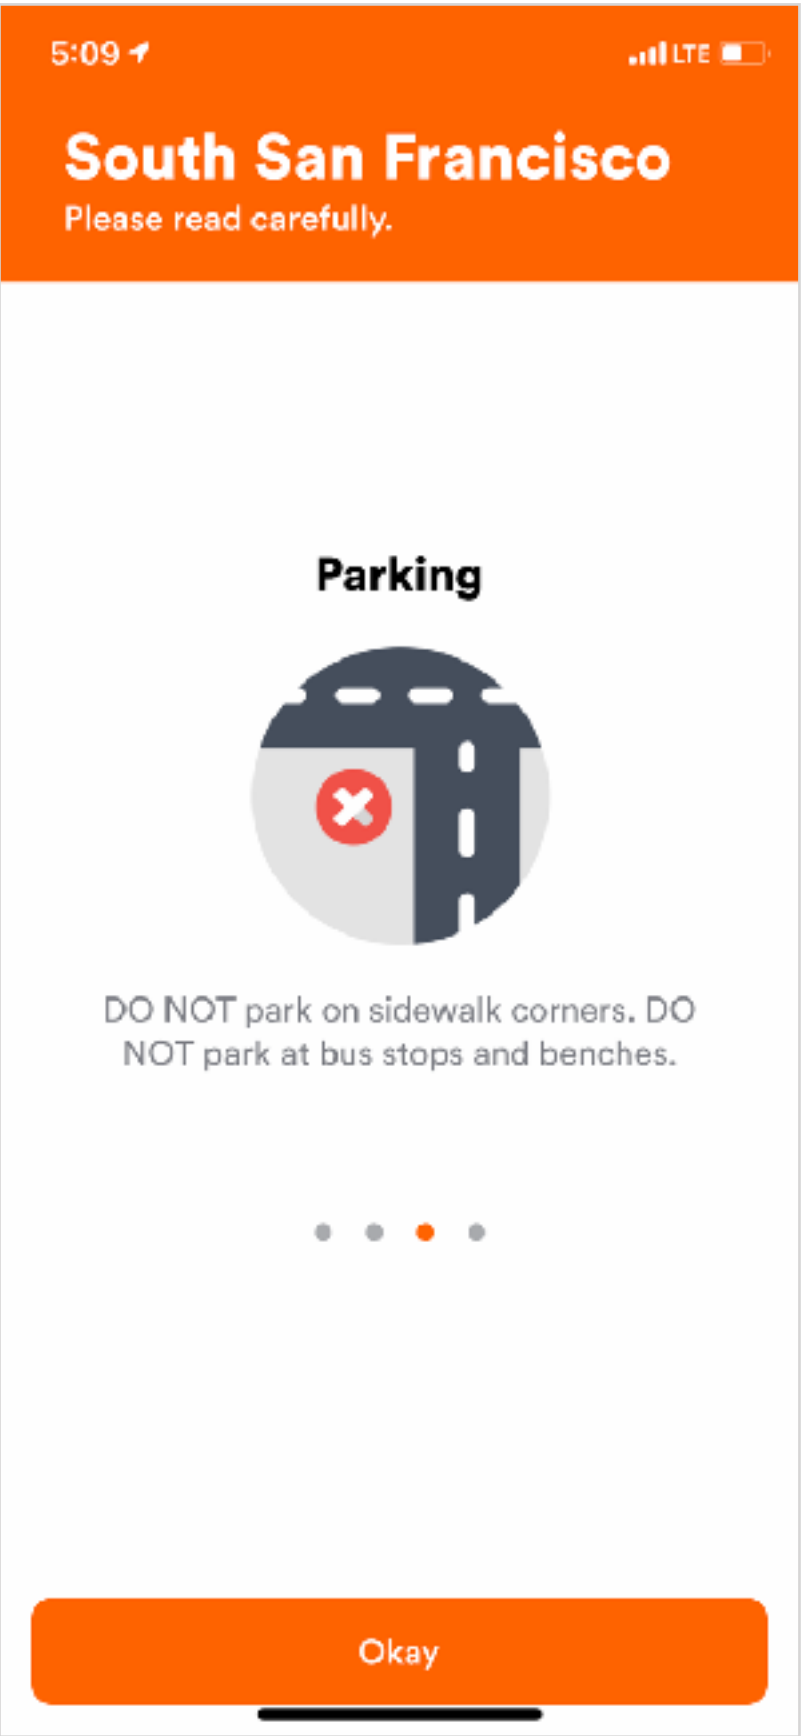 5:09
LTE
South San Francisco
Please read carefully.
Parking
DO NOT park on sidewalk corners. DO
NOT park at bus stops and benches.
Okay